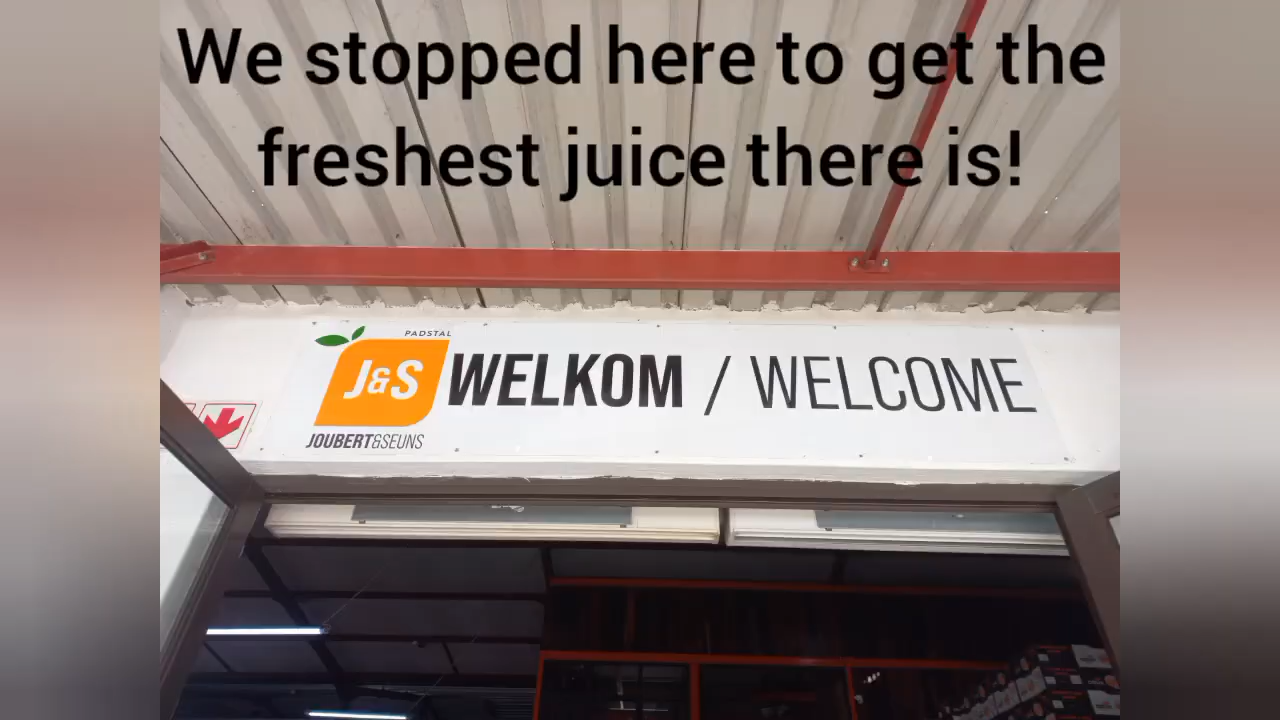 We stopped here to get the
freshest juice there is!
PADSTAL
J&S
JOUBERT&SEUNS
WELKOM / WELCOME